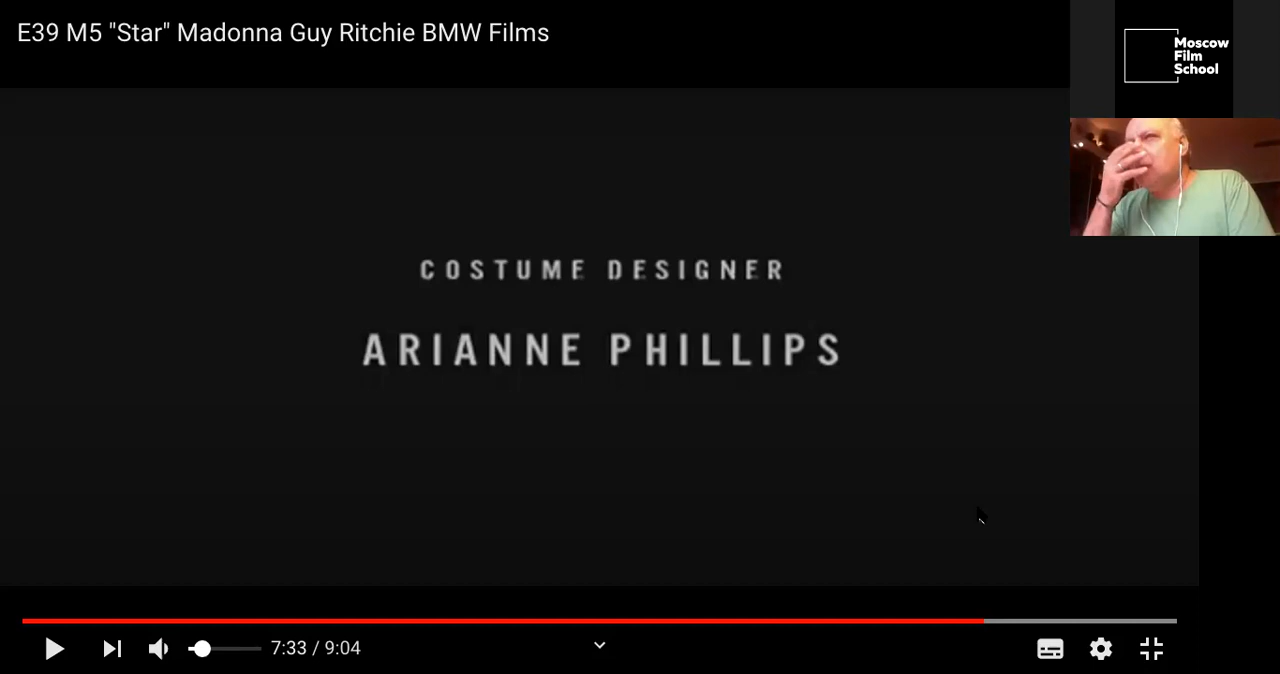 E39 M5 "Star" Madonna Guy Ritchie BMW Films
Moscow
Film
School
COSTUME DESIGNER
ARIANNE PHILLIPS
7:33 / 9:04